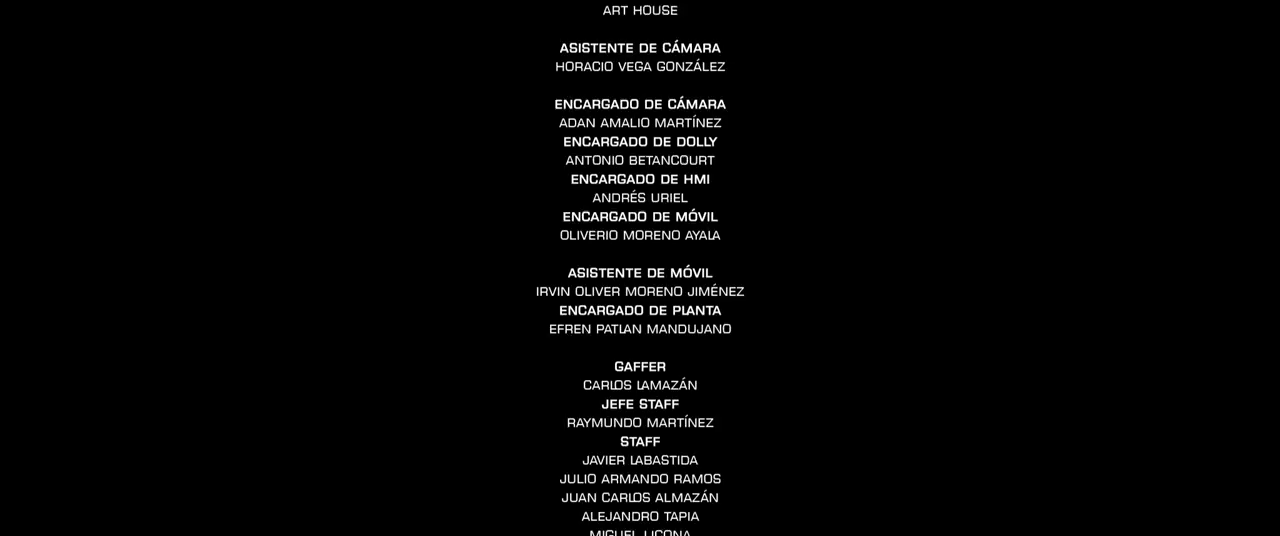 ART HOUSE
ASISTENTE DE CÁMARA
HORACIO VEGA GONZÁLEZ
ENCARGADO DE CÁMARA
ADAN AMALIO MARTÍNEZ
ENCARGADO DE DOLLY
ANTONIO BETANCOURT
ENCARGADO DE HMI
ANDRÉS URIEL
ENCARGADO DE MÓVIL
OLIVERIO MORENO AYALA
ASISTENTE DE MÓVIL
IRVIN OLIVER MORENO JIMÉNEZ
ENCARGADO DE PLANTA
EFREN PATLAN MANDUJANO
GAFFER
CARLOS LAMAZÁN
JEFE STAFF
RAYMUNDO MARTÍNEZ
STAFF
JAVIER LABASTIDA
JULIO ARMANDO RAMOS
JUAN CARLOS ALMAZÁN
ALEJANDRO TAPIA
MIGUEL LICONA